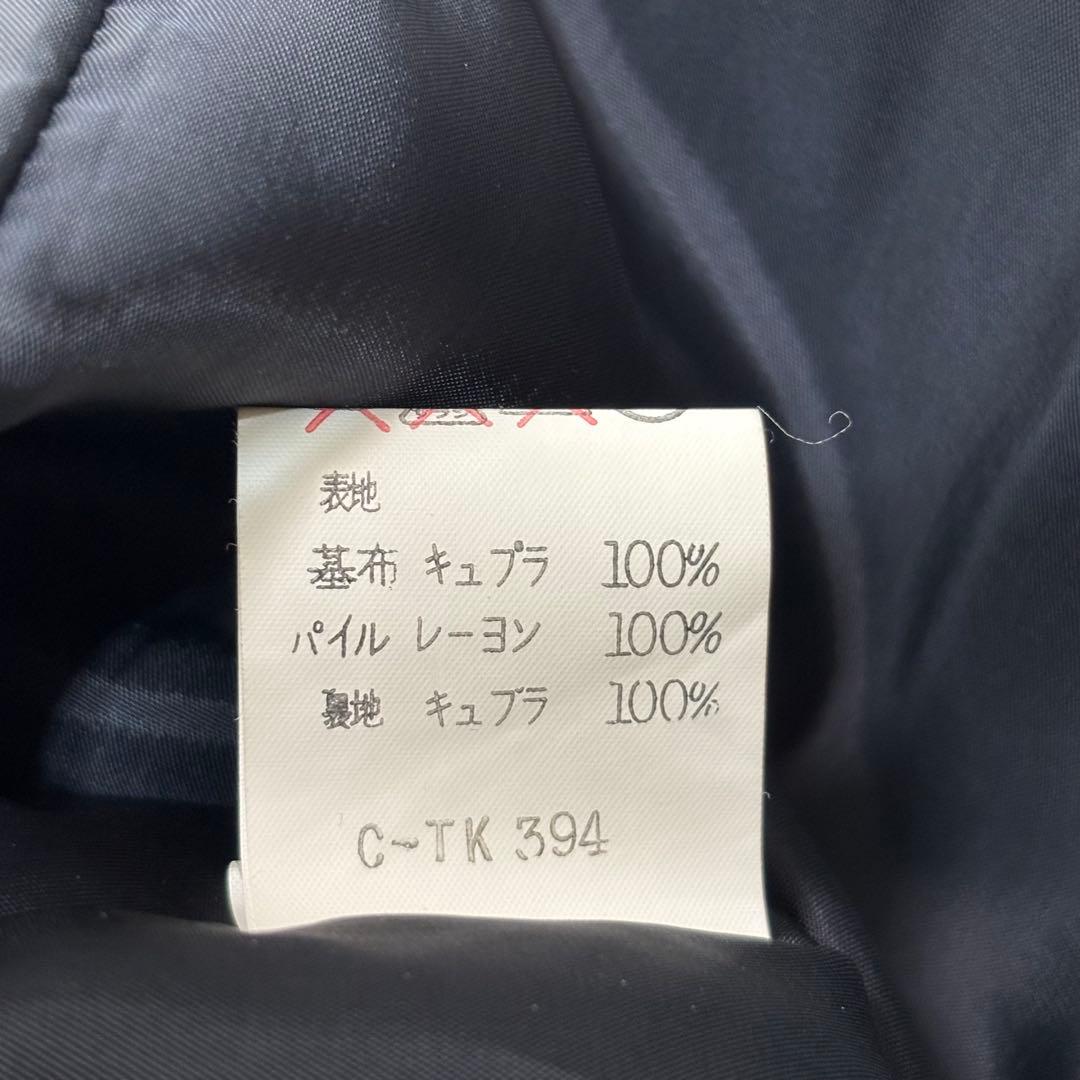 表地
基布 キュプラ 100%
パイル レーヨン 100%
裏地 キュプラ 100%
C-TK 394